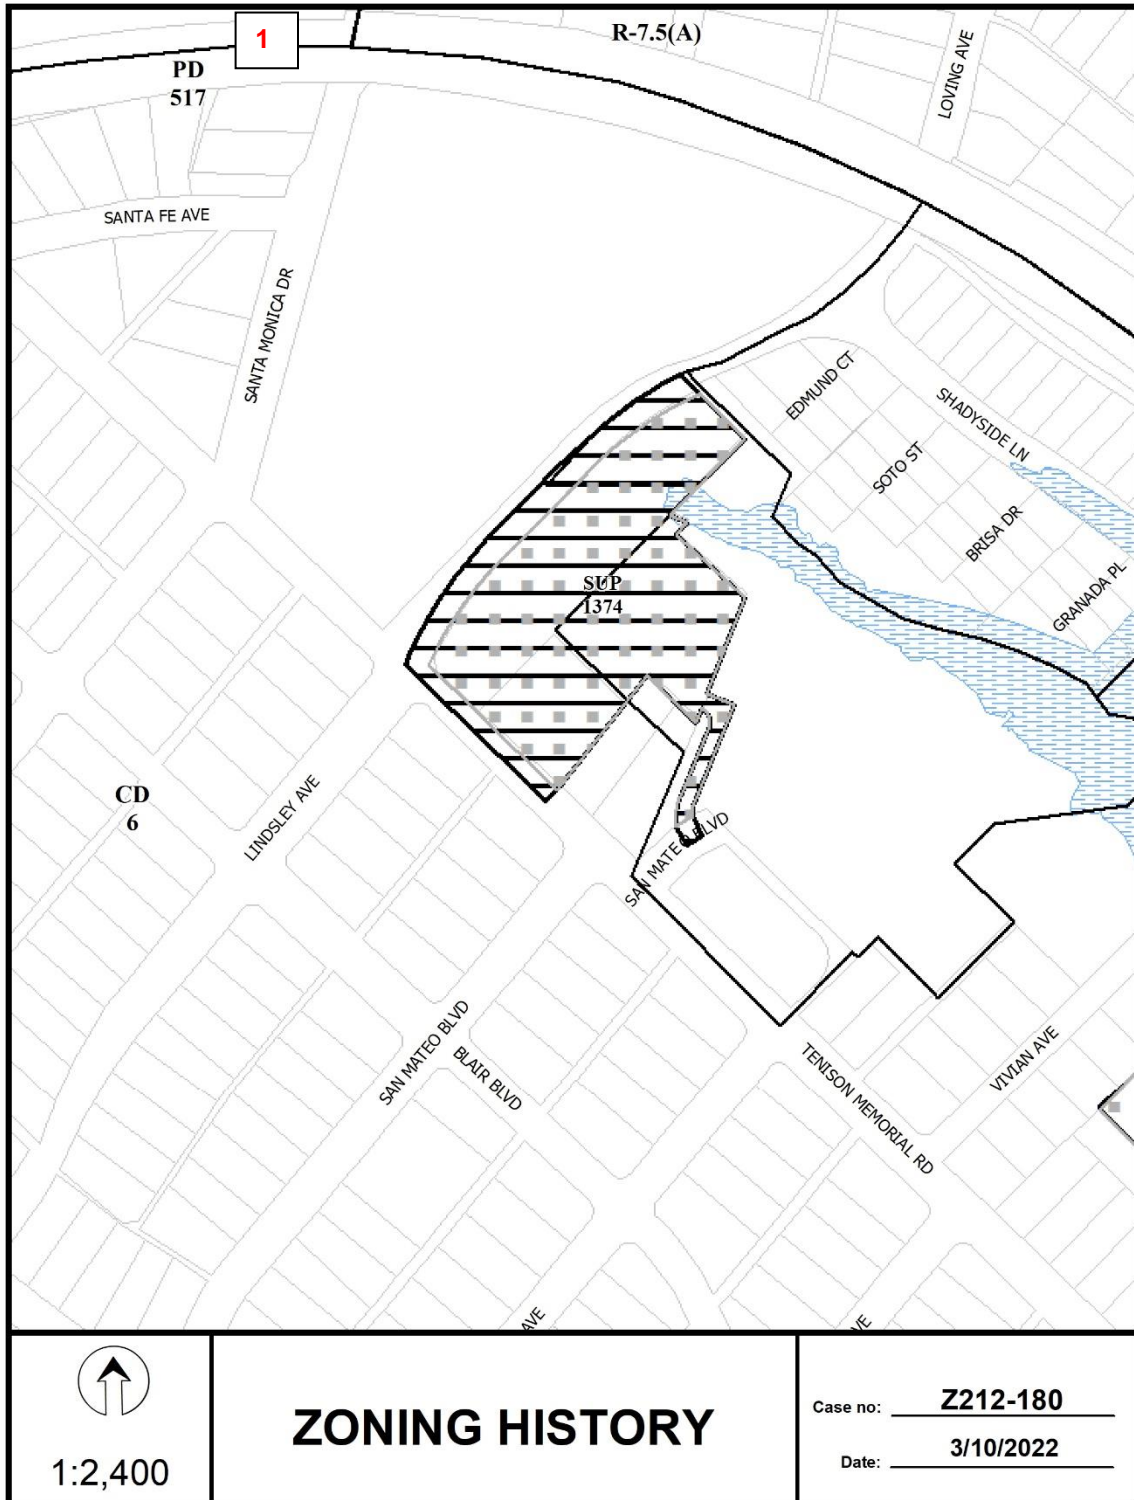 1
R-7.5(A)
LOVING AVE
PD
517
SANTA FE AVE
SANTA MONICA DR
EDMUND CT
SHADYSIDE LN
SOTO ST
BRISA DR
GRANADA PL
SUP
1374
CD
6
LINDSLEY AVE
SAN MATEO BLVD
SAN MATEO BLVD
BLAIR BLVD
TENISON MEMORIAL RD
VIVIAN AVE
AVE
VE
1:2,400
ZONING HISTORY
Case no: Z212-180
Date: 3/10/2022